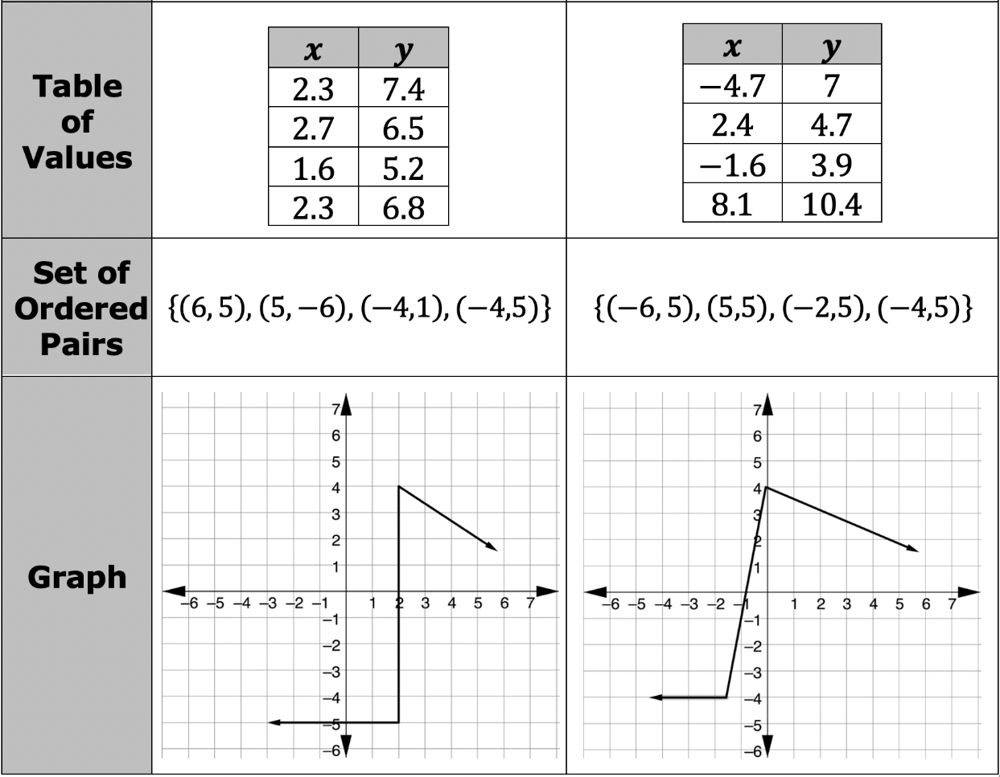 Table
of
Values
x y
2.3 7.4
2.7 6.5
1.6 5.2
2.3 6.8
x y
−4.7 7
2.4 4.7
−1.6 3.9
8.1 10.4
Set of
Ordered
Pairs
{(6, 5), (5, −6), (−4,1), (−4,5)}
{(−6, 5), (5,5), (−2,5), (−4,5)}
Graph
7
6
5
4
3
2
1
−6 −5 −4 −3 −2 −1 1 2 3 4 5 6 7
−1
−2
−3
−4
−5
−6
7
6
5
4
3
2
1
−6 −5 −4 −3 −2 −1 1 2 3 4 5 6 7
−1
−2
−3
−4
−5
−6